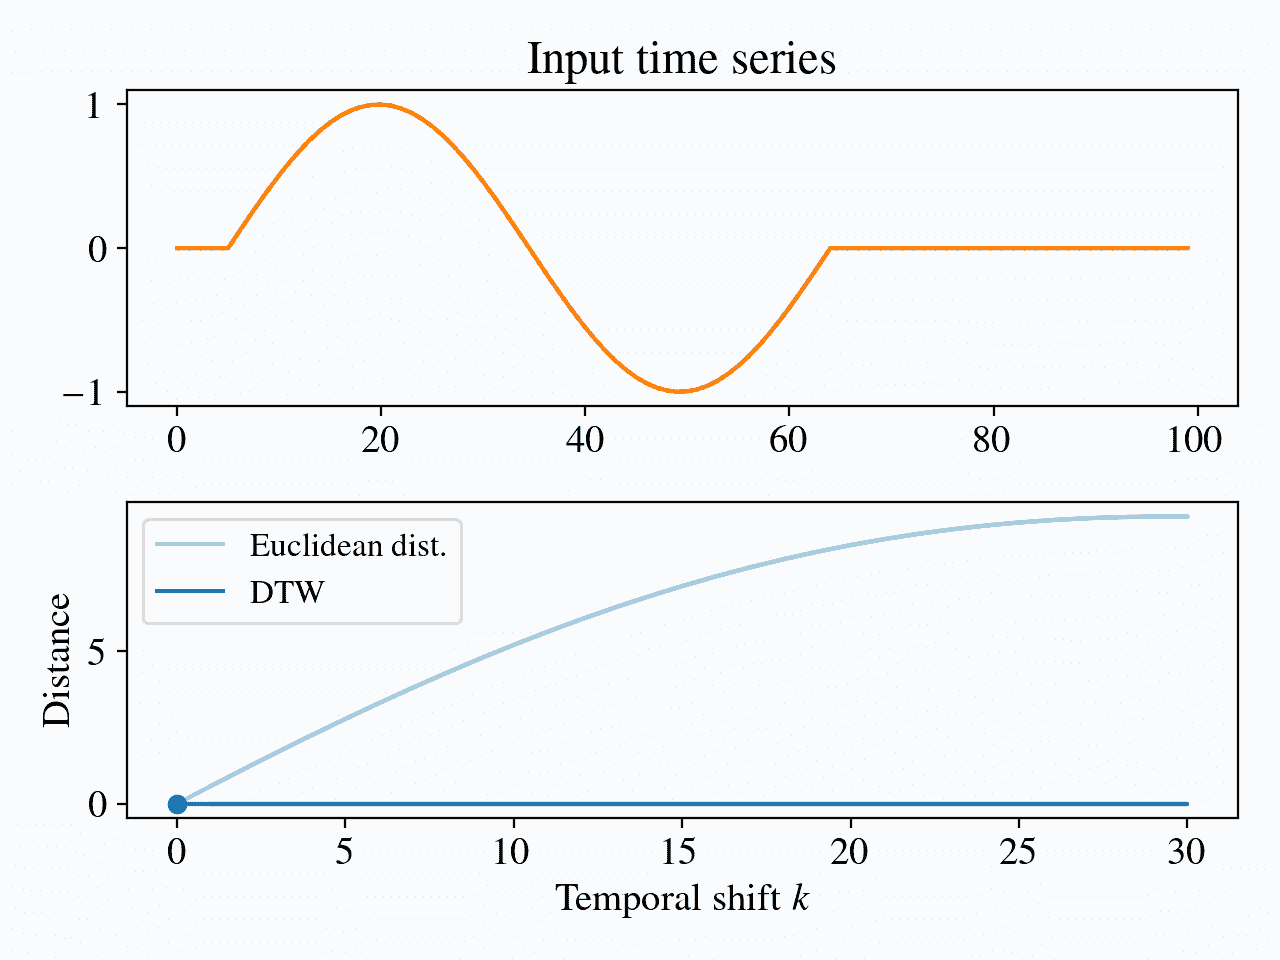 Input time series
1
0
−1
0 20 40 60 80 100
Euclidean dist.
DTW
Distance
5
0
0 5 10 15 20 25 30
Temporal shift k